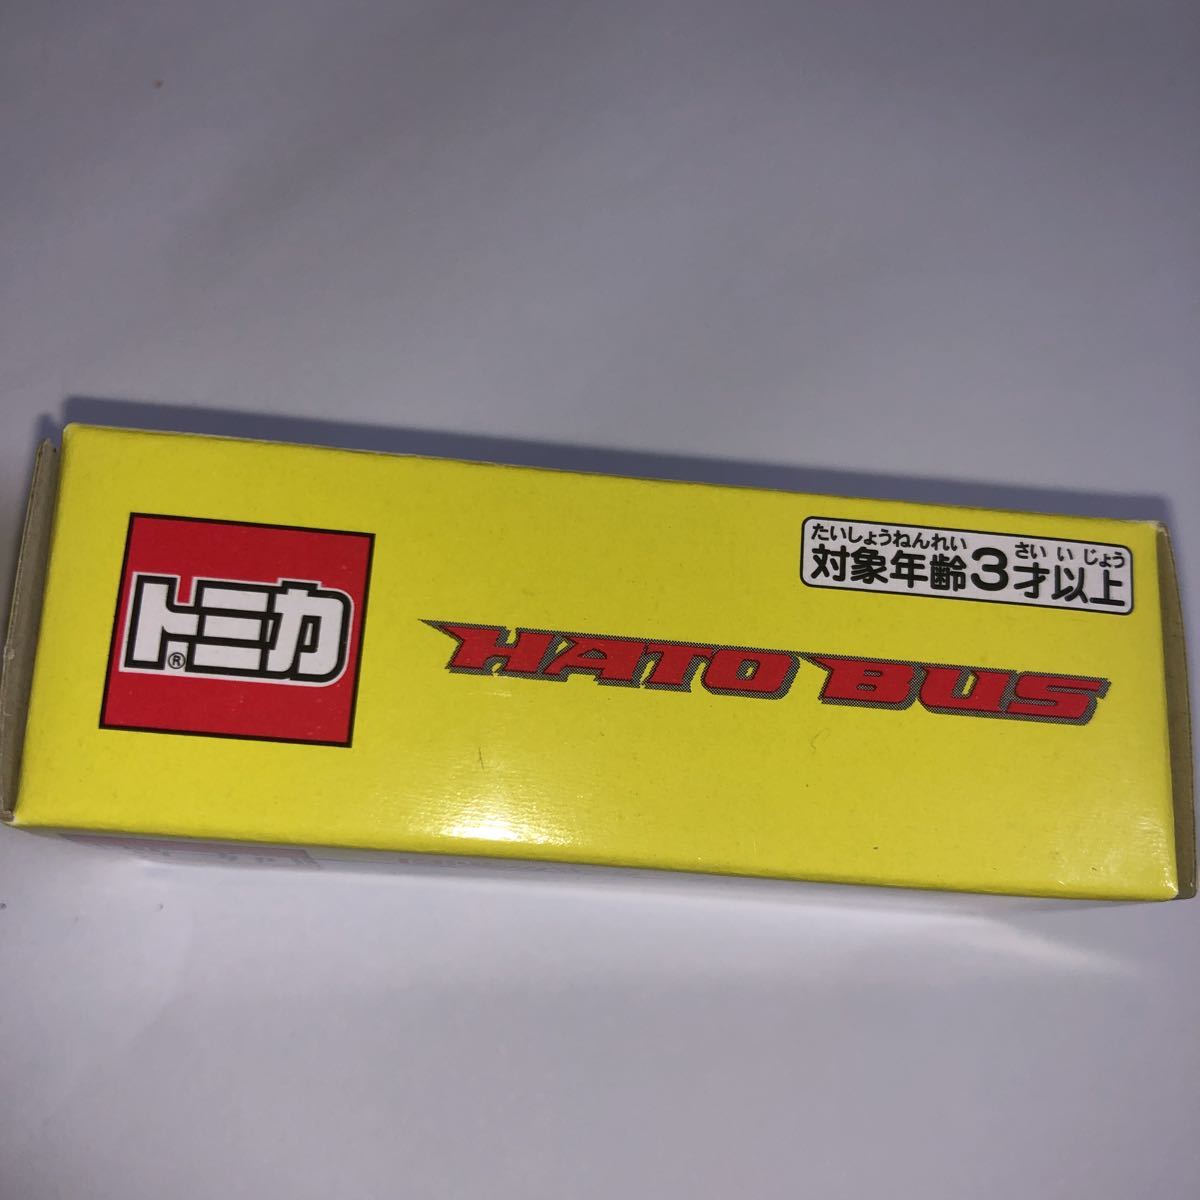 トミカ
®
たいしょうねんれい さい い じょう
対象年齢3才以上
HATO BUS